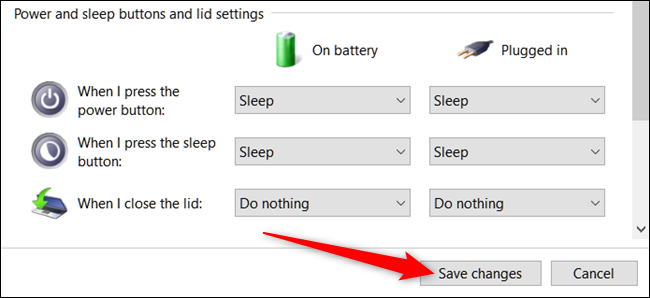 Power and sleep buttons and lid settings
On battery Plugged in
When I press the
power button:
Sleep Sleep
When I press the sleep
button:
Sleep Sleep
When I close the lid: Do nothing Do nothing
Save changes Cancel